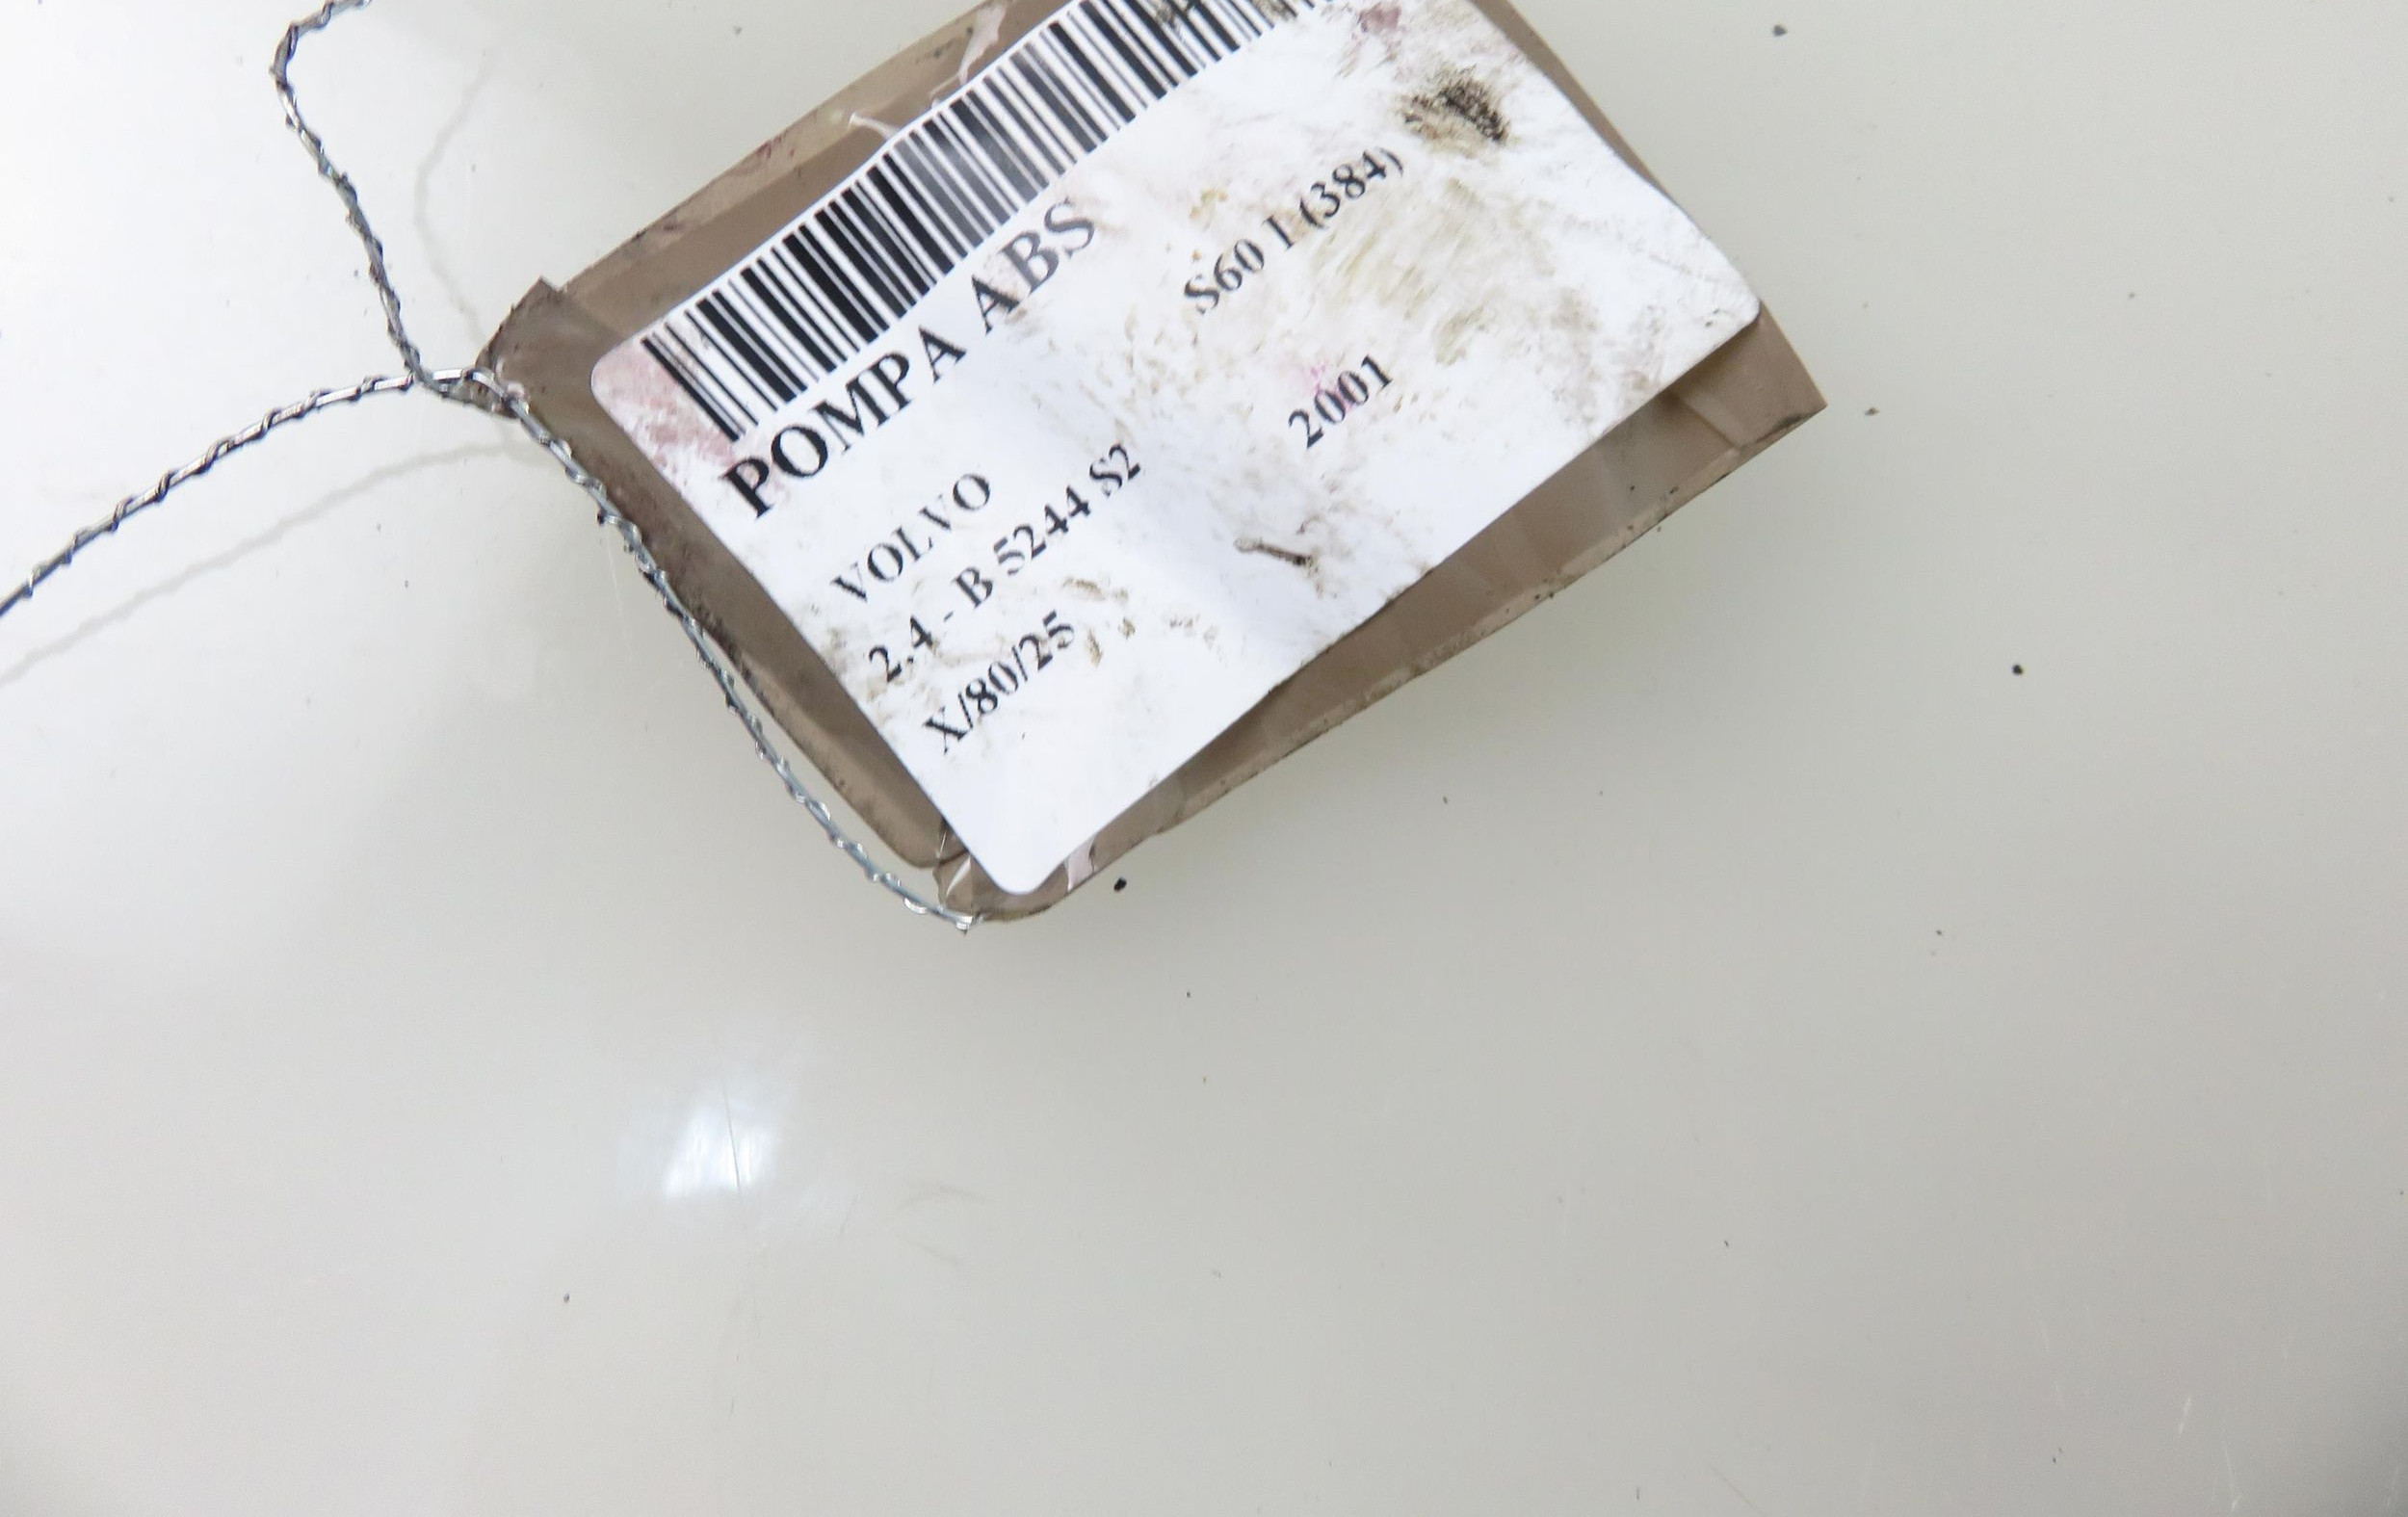 POMPA ABS
VOLVO S60 I (384)
2.4 - B 5244 S2 2001
X/80/25